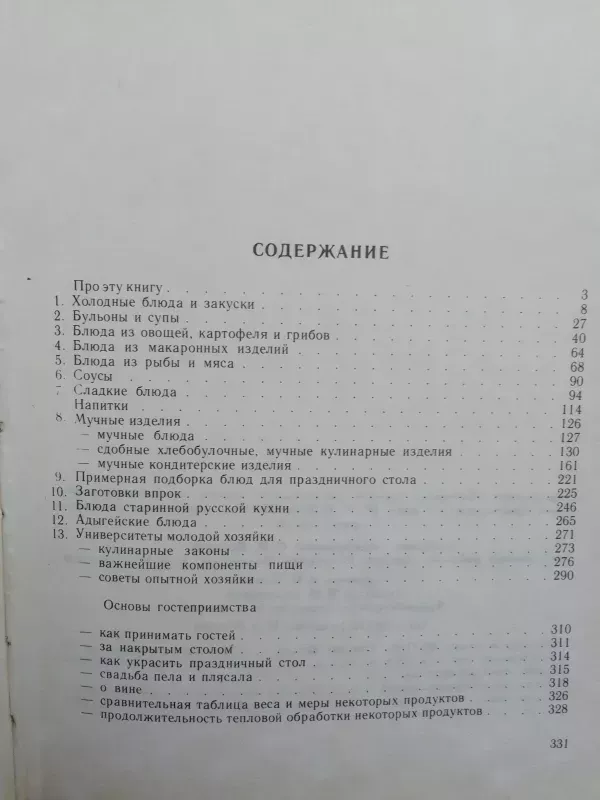 СОДЕРЖАНИЕ
Про эту книгу . . . . . . . . . . . . . . . . 3
1. Холодные блюда и закуски . . . . . . . . . . . . 8
2. Бульоны и супы . . . . . . . . . . . . . . . 27
3. Блюда из овощей, картофеля и грибов . . . . . . . . . 40
4. Блюда из макаронных изделий . . . . . . . . . . . 64
5. Блюда из рыбы и мяса . . . . . . . . . . . . . 68
6. Соусы . . . . . . . . . . . . . . . . . . 90
7 Сладкие блюда . . . . . . . . . . . . . . . 94
Напитки . . . . . . . . . . . . . . . . . 114
8. Мучные изделия . . . . . . . . . . . . . . . 126
— мучные блюда . . . . . . . . . . . . . . . 127
— сдобные хлебобулочные, мучные кулинарные изделия . . . . 130
— мучные кондитерские изделия . . . . . . . . . . . 161
9. Примерная подборка блюд для праздничного стола . . . . . 221
10. Заготовки впрок . . . . . . . . . . . . . . . 225
11. Блюда старинной русской кухни . . . . . . . . . . . 246
12. Адыгейские блюда . . . . . . . . . . . . . . 265
13. Университеты молодой хозяйки . . . . . . . . . . . 271
— кулинарные законы . . . . . . . . . . . . . . 273
— важнейшие компоненты пищи . . . . . . . . . . . 276
— советы опытной хозяйки . . . . . . . . . . . . . 290
Основы гостеприимства
— как принимать гостей . . . . . . . . . . . . . 310
— за накрытым столом . . . . . . . . . . . . . . 311
— как украсить праздничный стол . . . . . . . . . . 314
— свадьба пела и плясала . . . . . . . . . . . . . 315
— о вине . . . . . . . . . . . . . . . . . 318
— сравнительная таблица веса и меры некоторых продуктов . . . 326
— продолжительность тепловой обработки некоторых продуктов . . 328
331